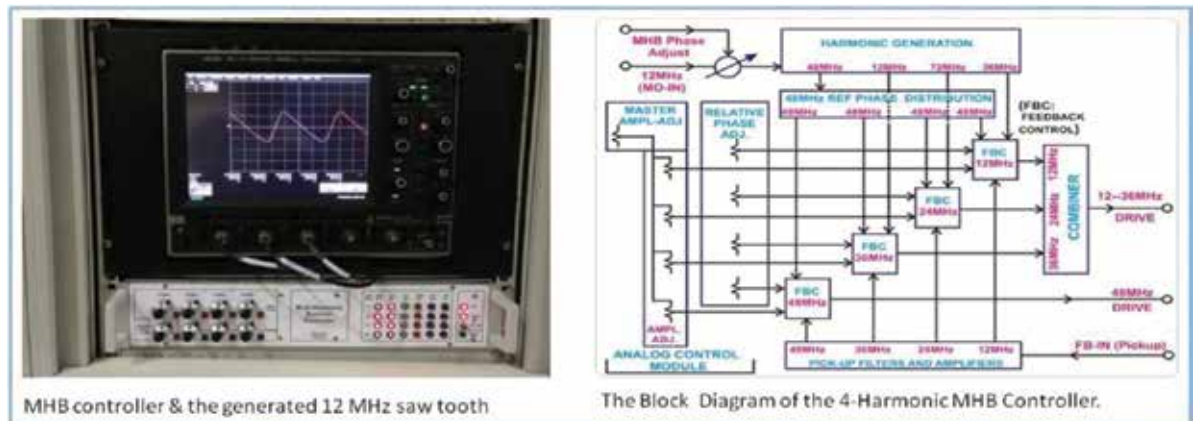 MHB Phase
Adjust
12MHz
(MO-IN)
HARMONIC GENERATION
48MHz 12MHz 72MHz 36MHz
48MHz REF PHASE DISTRIBUTION
48MHz 48MHz 48MHz 48MHz
(FBC:
FEEDBACK
CONTROL)
MASTER
AMPL-ADJ
RELATIVE
PHASE
ADJ.
FBC
12MHz
FBC
24MHz
FBC
36MHz
FBC
48MHz
12MHz
24MHz
36MHz
COMBINER
12--36MHz
DRIVE
48MHz
DRIVE
AMPL.
ADJ.
ANALOG CONTROL
MODULE
48MHz 36MHz 24MHz 12MHz
PICK-UP FILTERS AND AMPLIFIERS
FB-IN (Pickup)
MHB controller & the generated 12 MHz saw tooth
The Block Diagram of the 4-Harmonic MHB Controller.